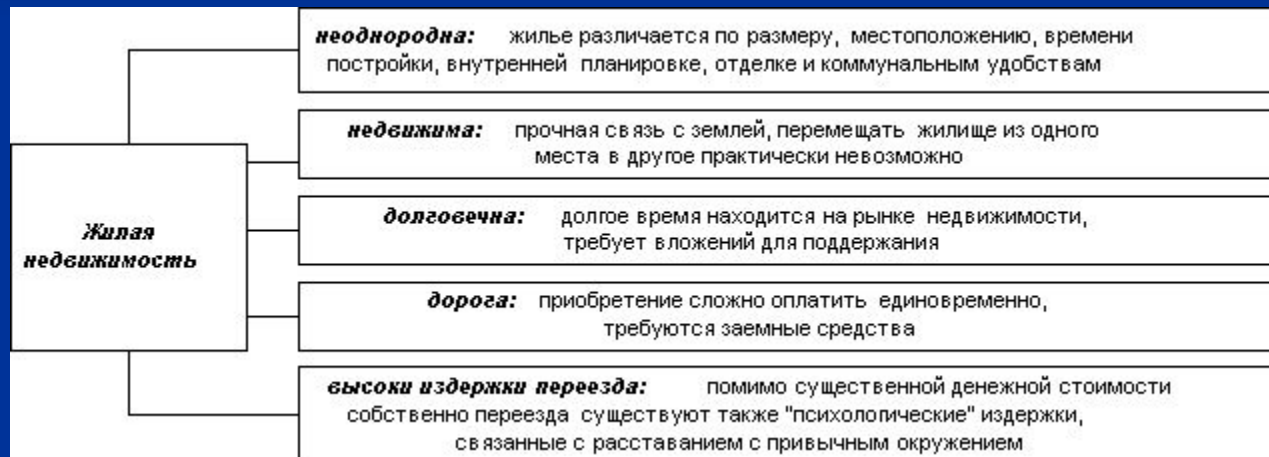 неоднородна: жилье различается по размеру, местоположению, времени
постройки, внутренней планировке, отделке и коммунальным удобствам
недвижима: прочная связь с землей, перемещать жилище из одного
места в другое практически невозможно
Жилая
недвижимость
долговечна: долгое время находится на рынке недвижимости,
требует вложений для поддержания
дорога: приобретение сложно оплатить единовременно,
требуются заемные средства
высоки издержки переезда: помимо существенной денежной стоимости
собственно переезда существуют также "психологические" издержки,
связанные с расставанием с привычным окружением